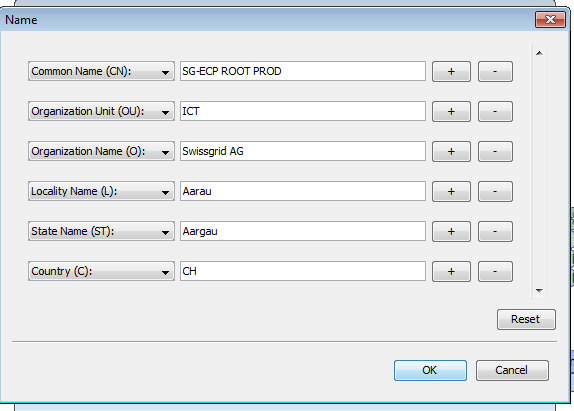 Name
Common Name (CN): SG-ECP ROOT PROD + -
Organization Unit (OU): ICT + -
Organization Name (O): Swissgrid AG + -
Locality Name (L): Aarau + -
State Name (ST): Aargau + -
Country (C): CH + -
Reset
OK Cancel